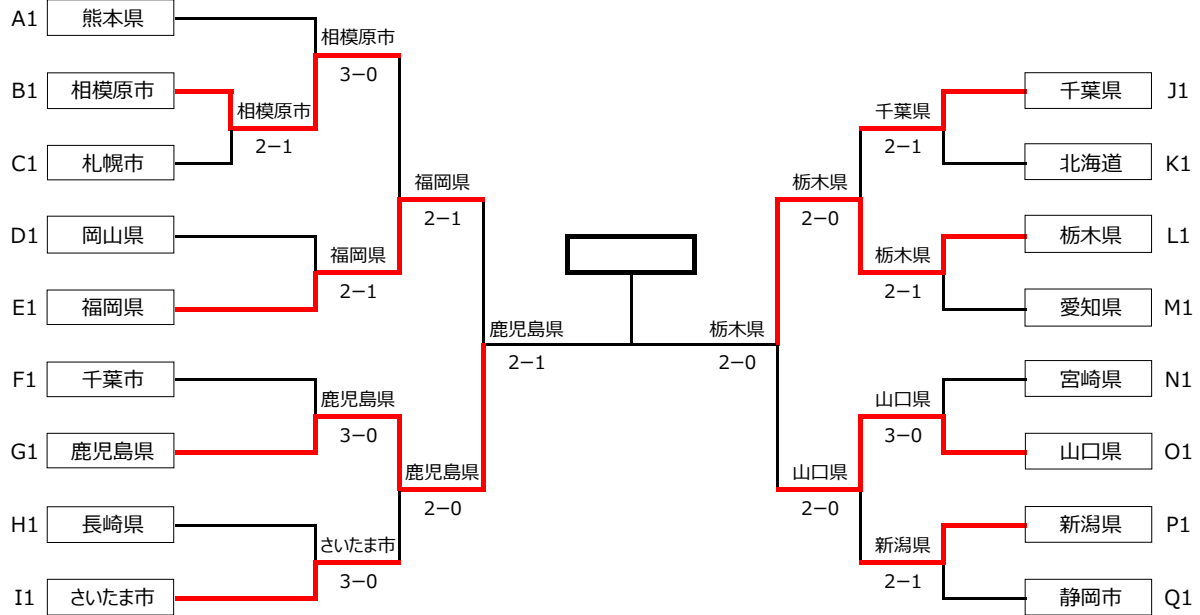 A1 熊本県
相模原市
3−0
B1 相模原市
相模原市
2−1
C1 札幌市
福岡県
2−1
D1 岡山県
福岡県
2−1
E1 福岡県
鹿児島県
2−1
F1 千葉市
鹿児島県
3−0
G1 鹿児島県
鹿児島県
2−0
H1 長崎県
さいたま市
3−0
I1 さいたま市
千葉県 J1
千葉県
2−1
北海道 K1
栃木県
2−0
栃木県 L1
栃木県
2−1
愛知県 M1
栃木県
2−0
宮崎県 N1
山口県
3−0
山口県 O1
山口県
2−0
新潟県 P1
新潟県
2−1
静岡市 Q1